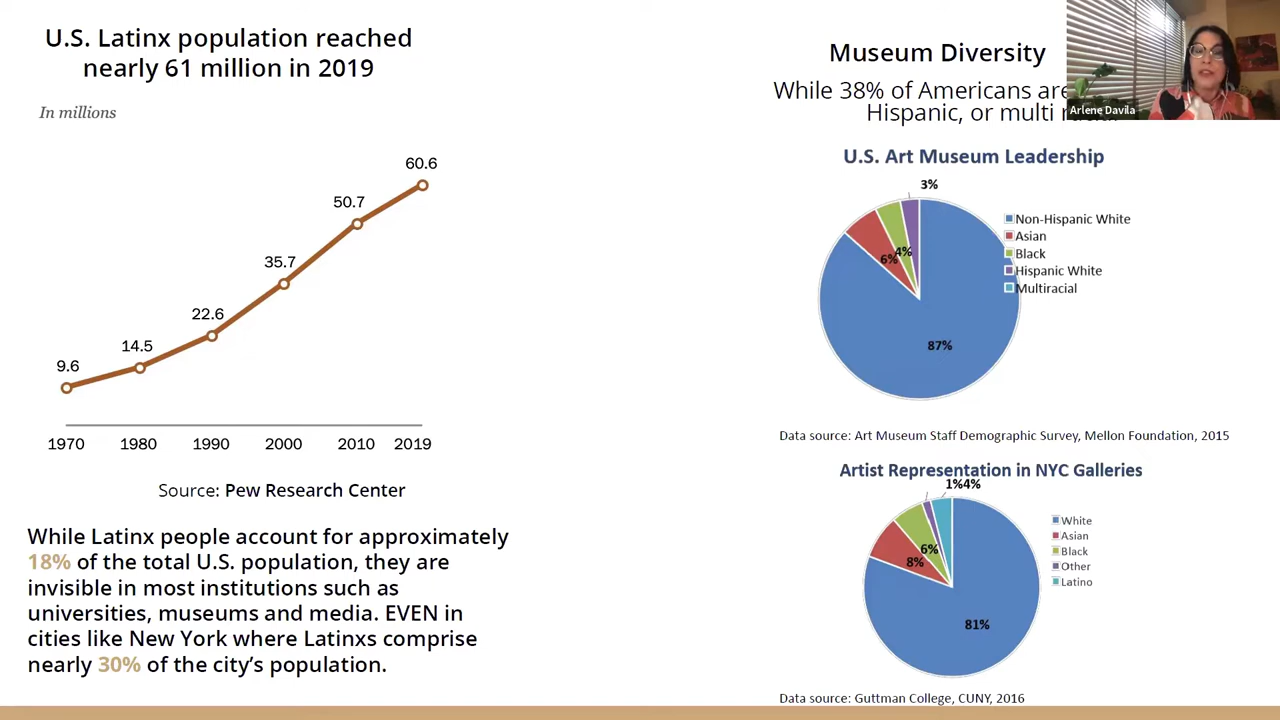 U.S. Latinx population reached
nearly 61 million in 2019
In millions
9.6
14.5
22.6
35.7
50.7
60.6
1970 1980 1990 2000 2010 2019
Source: Pew Research Center
While Latinx people account for approximately
18% of the total U.S. population, they are
invisible in most institutions such as
universities, museums and media. EVEN in
cities like New York where Latinxs comprise
nearly 30% of the city's population.
Museum Diversity
While 38% of Americans are
Hispanic, or multi
Arlene Davila
U.S. Art Museum Leadership
3%
4%
6%
87%
Non-Hispanic White
Asian
Black
Hispanic White
Multiracial
Data source: Art Museum Staff Demographic Survey, Mellon Foundation, 2015
Artist Representation in NYC Galleries
1%4%
6%
8%
81%
White
Asian
Black
Other
Latino
Data source: Guttman College, CUNY, 2016